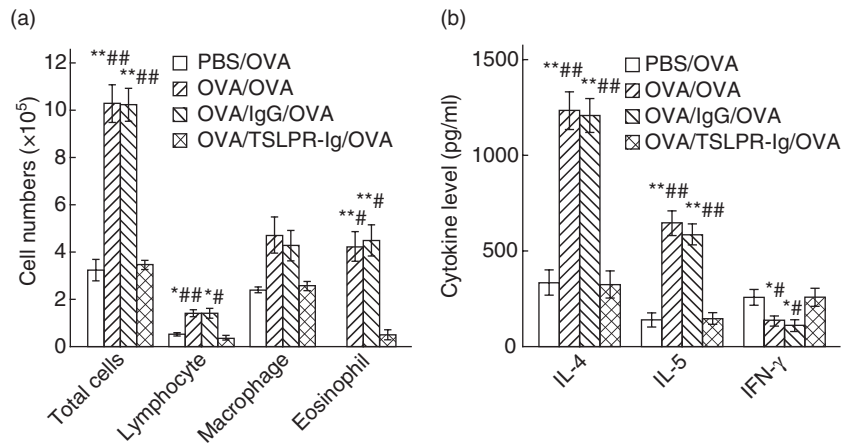 (a)
12
10
8
6
4
2
0
Cell numbers (×10⁵)
PBS/OVA
OVA/OVA
OVA/IgG/OVA
OVA/TSLPR-Ig/OVA
**##
**##
*##
*#
**#
**#
Total cells
Lymphocyte
Macrophage
Eosinophil
(b)
1500
1000
500
0
Cytokine level (pg/ml)
PBS/OVA
OVA/OVA
OVA/IgG/OVA
OVA/TSLPR-Ig/OVA
**##
**##
**##
**##
*#
*#
IL-4
IL-5
IFN-γ